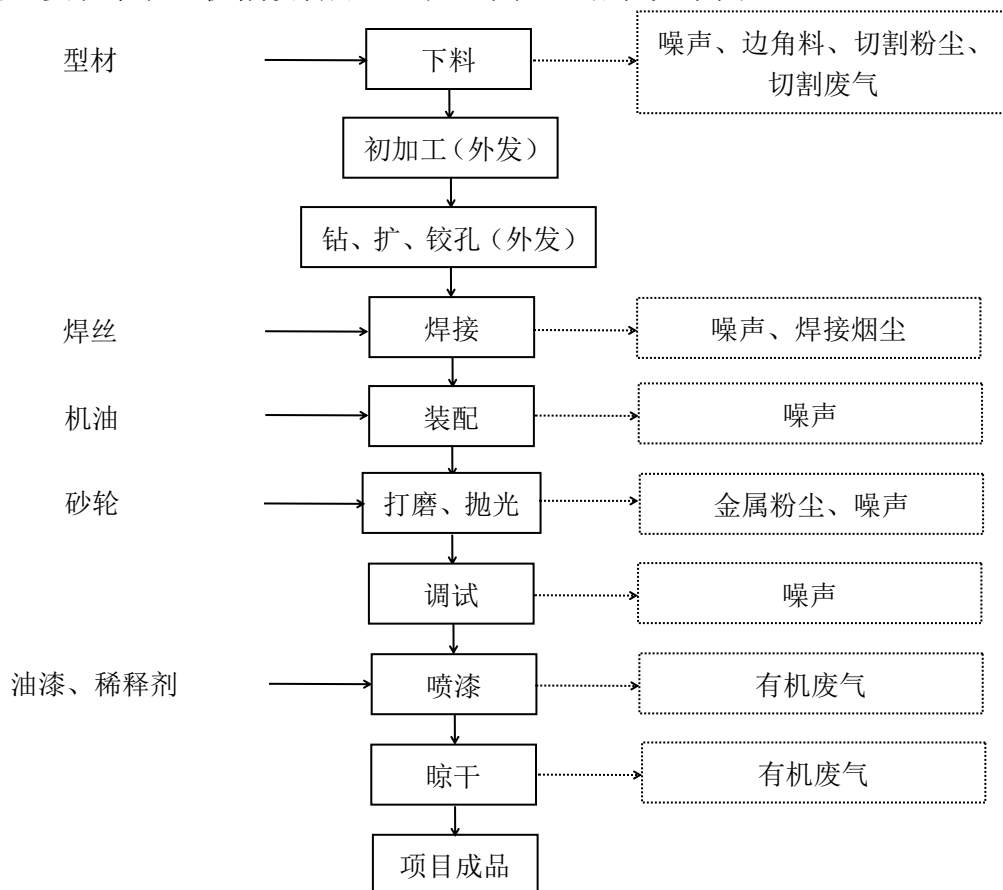 型材
下料
噪声、边角料、切割粉尘、
切割废气
初加工（外发）
钻、扩、铰孔（外发）
焊丝
焊接
噪声、焊接烟尘
机油
装配
噪声
砂轮
打磨、抛光
金属粉尘、噪声
调试
噪声
油漆、稀释剂
喷漆
有机废气
晾干
有机废气
项目成品